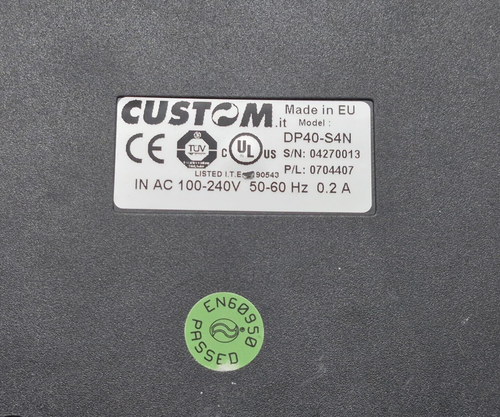 CUSTOM.it Made in EU
Model :
DP40-S4N
CE TÜV C UL US S/N: 04270013
LISTED I.T.E. 90543 P/L: 0704407
IN AC 100-240V 50-60 Hz 0.2 A
EN60950
PASSED